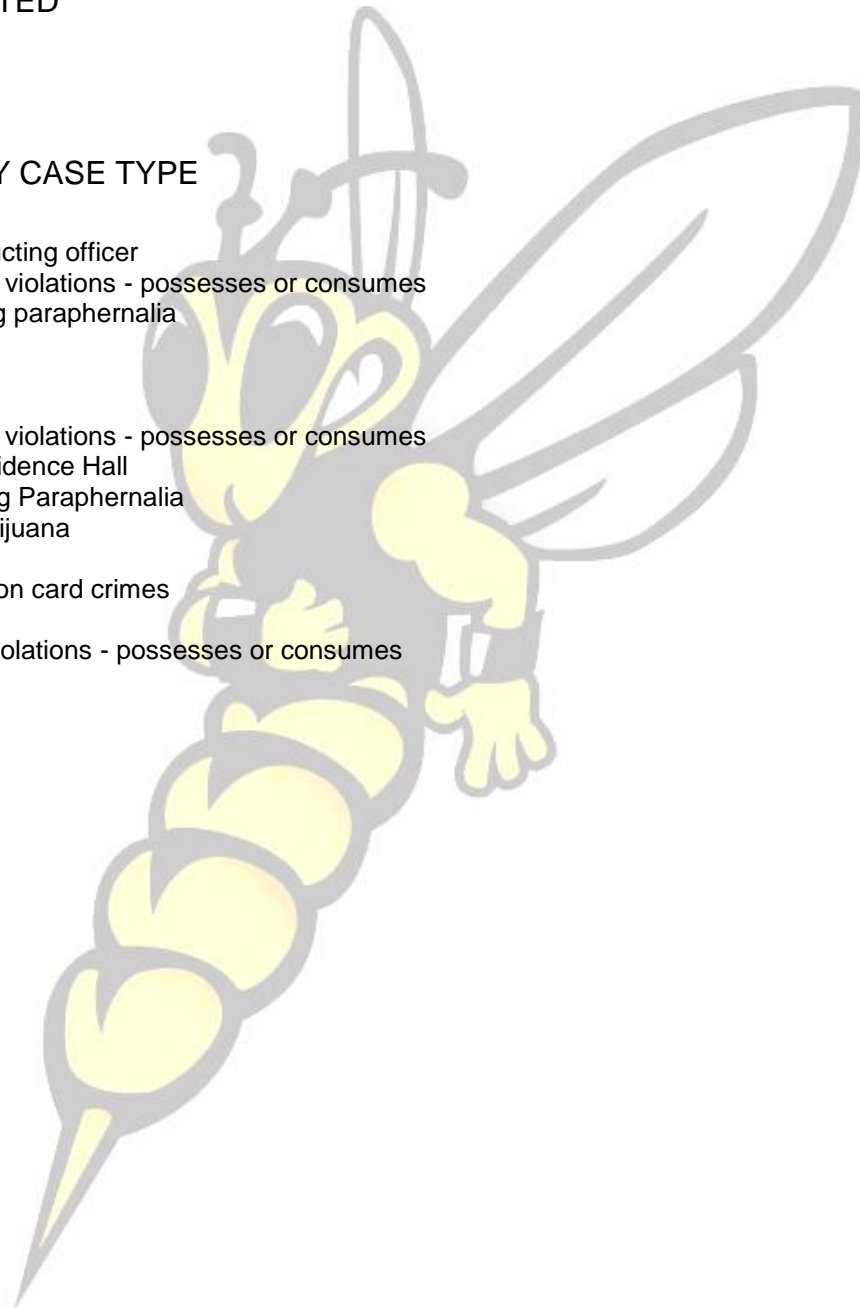 TED
Y CASE TYPE
cting officer
violations - possesses or consumes
g paraphernalia
violations - possesses or consumes
idence Hall
g Paraphernalia
ijuana
on card crimes
olations - possesses or consumes